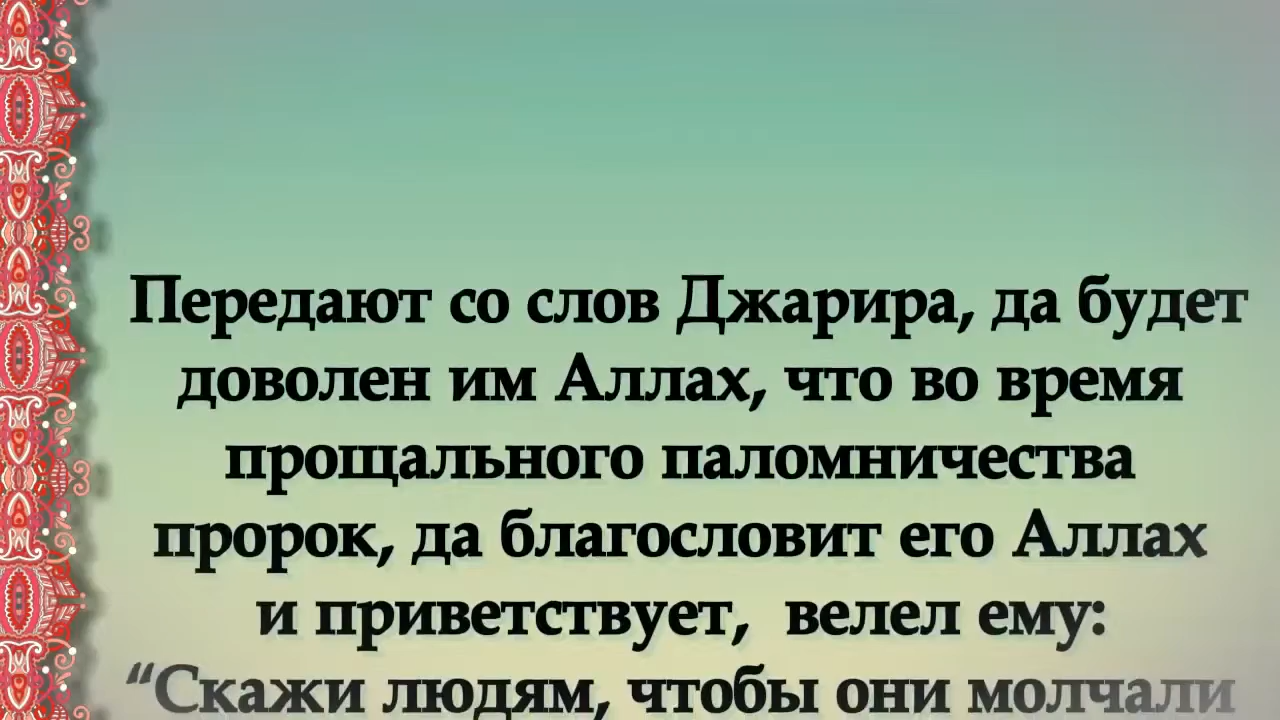 Передают со слов Джарира, да будет
доволен им Аллах, что во время
прощального паломничества
пророк, да благословит его Аллах
и приветствует, велел ему:
“Скажи людям, чтобы они молчали